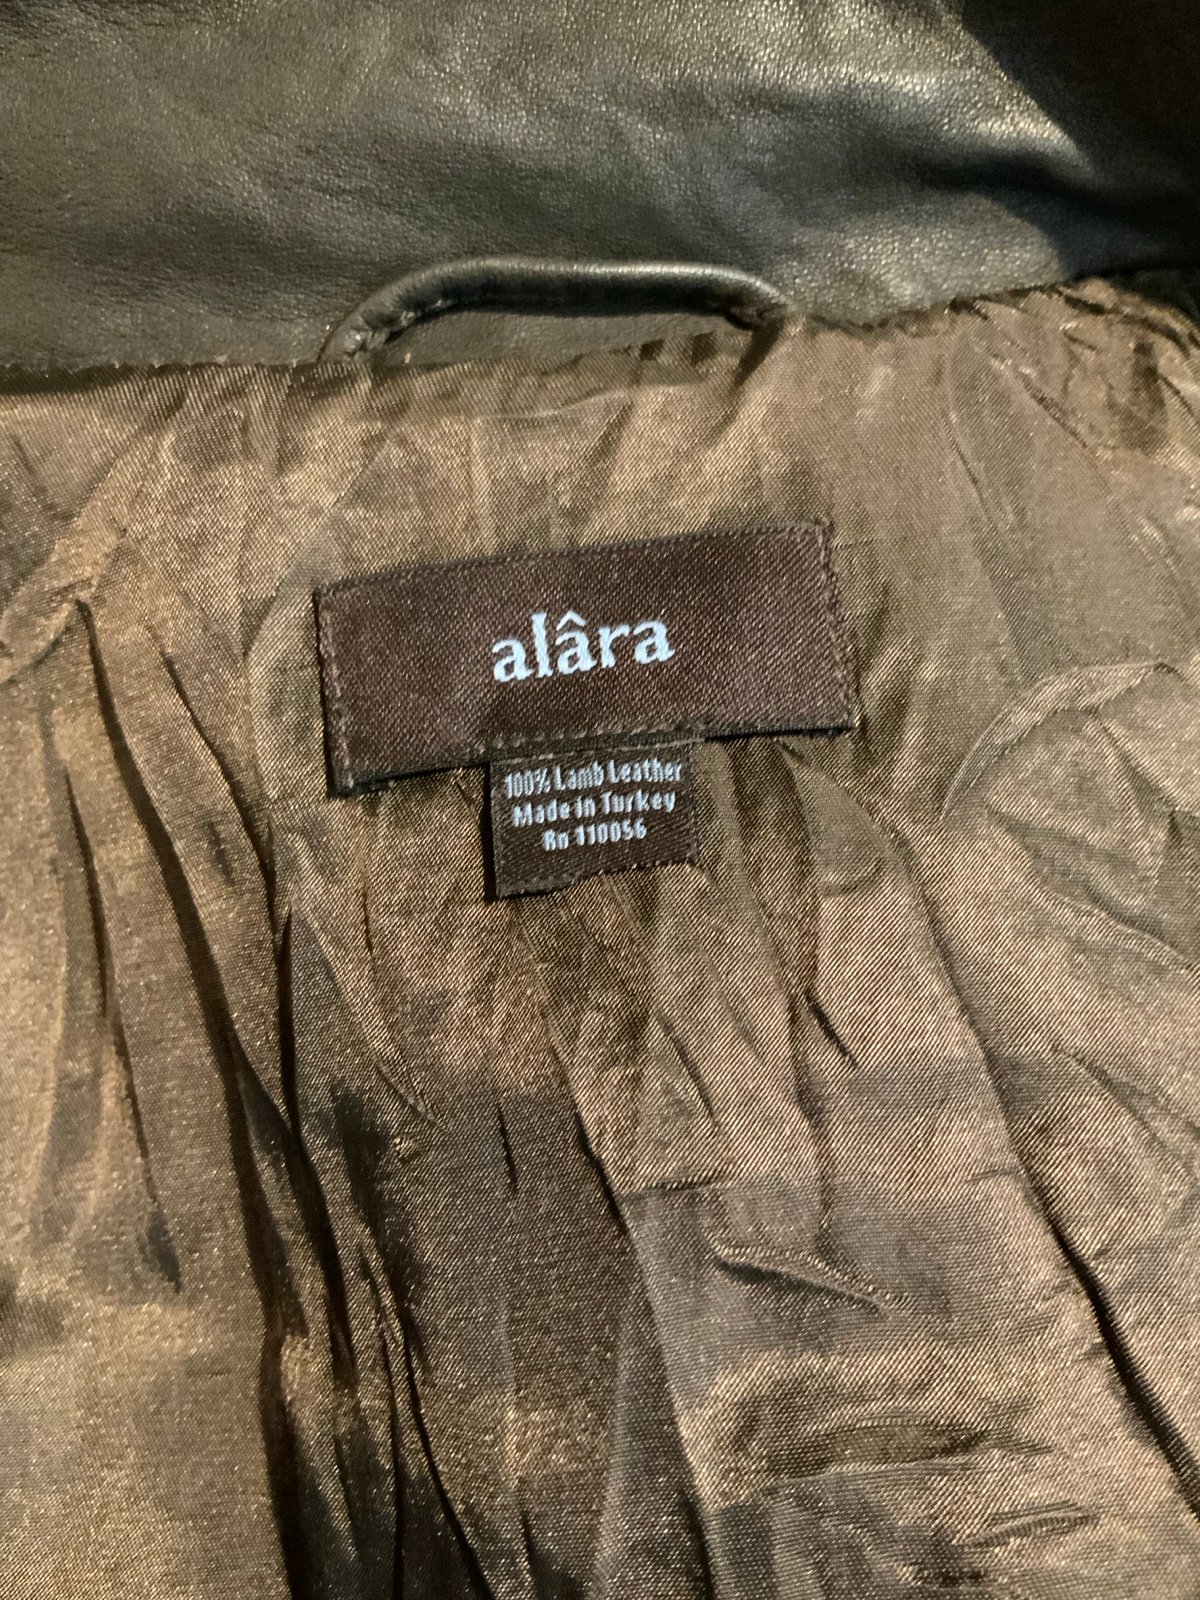 alâra
100% Lamb Leather
Made in Turkey
Rn 110056